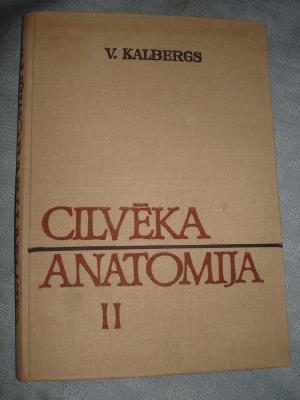 V. KALBERGS
CILVĒKA
ANATOMIJA
II